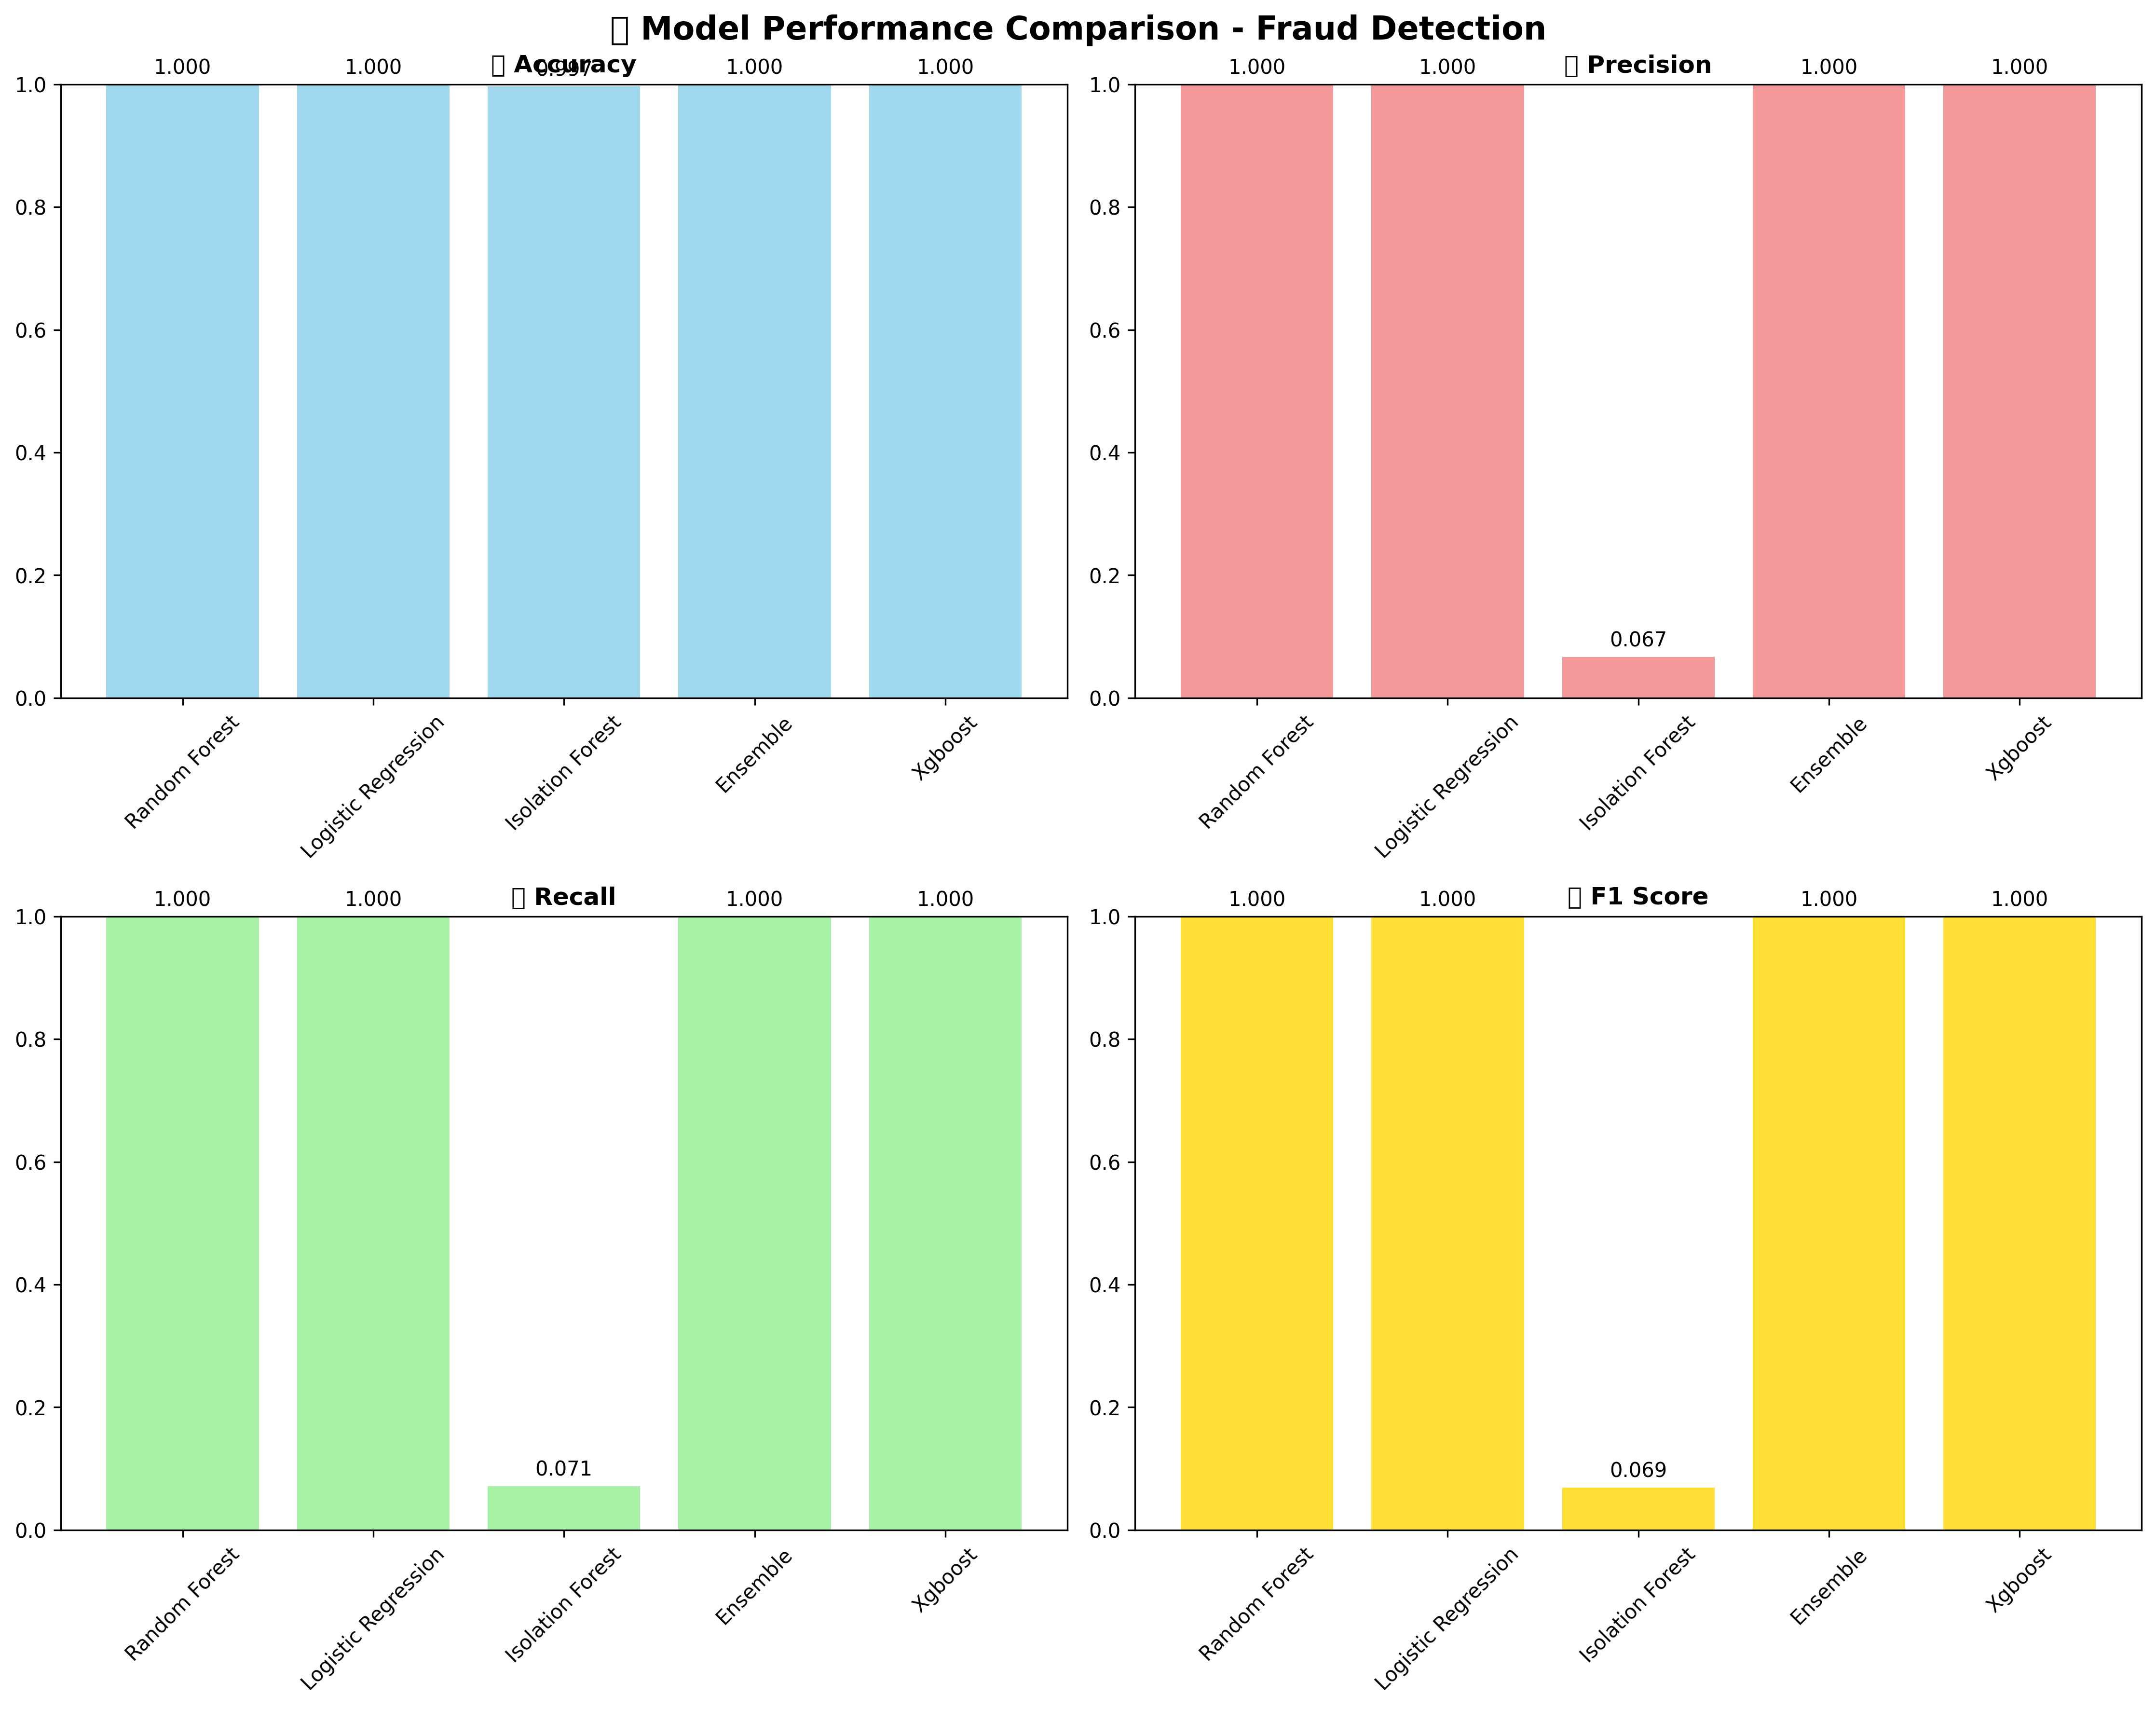 Model Performance Comparison - Fraud Detection
Accuracy
1.000 1.000 0.997 1.000 1.000
1.0
0.8
0.6
0.4
0.2
0.0
Random Forest
Logistic Regression
Isolation Forest
Ensemble
Xgboost
Precision
1.000 1.000 1.000 1.000
1.0
0.8
0.6
0.4
0.2
0.067
0.0
Random Forest
Logistic Regression
Isolation Forest
Ensemble
Xgboost
Recall
1.000 1.000 1.000 1.000
1.0
0.8
0.6
0.4
0.2
0.071
0.0
Random Forest
Logistic Regression
Isolation Forest
Ensemble
Xgboost
F1 Score
1.000 1.000 1.000 1.000
1.0
0.8
0.6
0.4
0.2
0.069
0.0
Random Forest
Logistic Regression
Isolation Forest
Ensemble
Xgboost